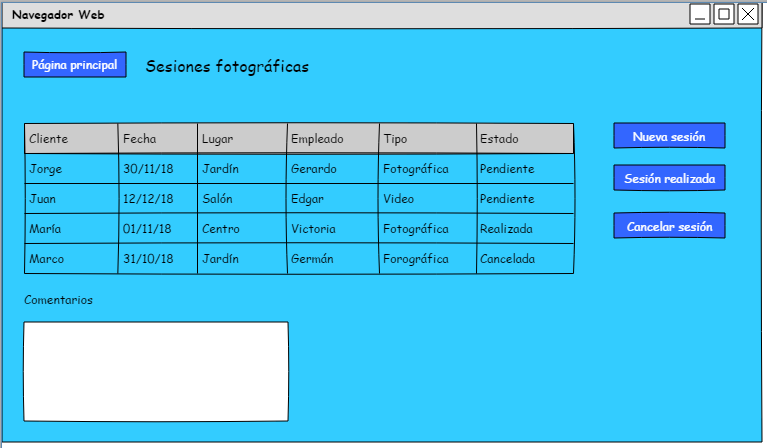 Navegador Web
Página principal Sesiones fotográficas
Cliente Fecha Lugar Empleado Tipo Estado Nueva sesión
Jorge 30/11/18 Jardín Gerardo Fotográfica Pendiente Sesión realizada
Juan 12/12/18 Salón Edgar Video Pendiente
María 01/11/18 Centro Victoria Fotográfica Realizada Cancelar sesión
Marco 31/10/18 Jardín Germán Forográfica Cancelada
Comentarios